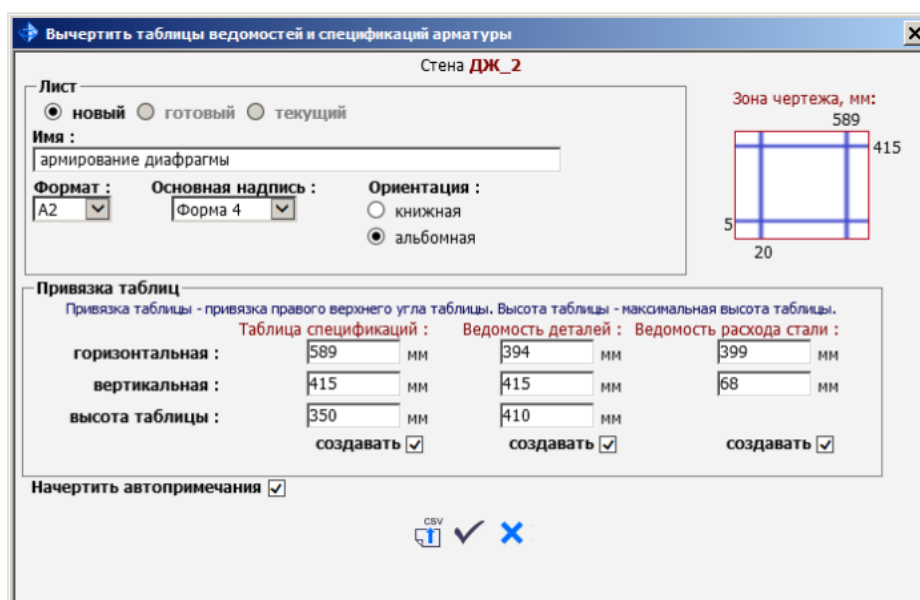 Вычертить таблицы ведомостей и спецификаций арматуры
Стена ДЖ_2
Лист
новый готовый текущий
Имя :
армирование диафрагмы
Формат : Основная надпись : Ориентация :
A2 Форма 4 книжная
альбомная
Зона чертежа, мм:
589
415
5
20
Привязка таблиц
Привязка таблицы - привязка правого верхнего угла таблицы. Высота таблицы - максимальная высота таблицы.
Таблица спецификаций : Ведомость деталей : Ведомость расхода стали :
горизонтальная : 589 мм 394 мм 399 мм
вертикальная : 415 мм 415 мм 68 мм
высота таблицы : 350 мм 410 мм
создавать создавать создавать
Начертить автопримечания
CSV